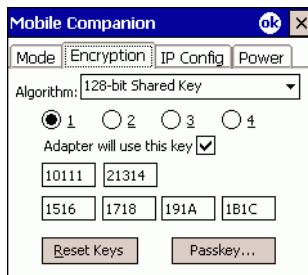 Mobile Companion ok
Mode Encryption IP Config Power
Algorithm: 128-bit Shared Key
1 2 3 4
Adapter will use this key
10111 21314
1516 1718 191A 1B1C
Reset Keys Passkey...